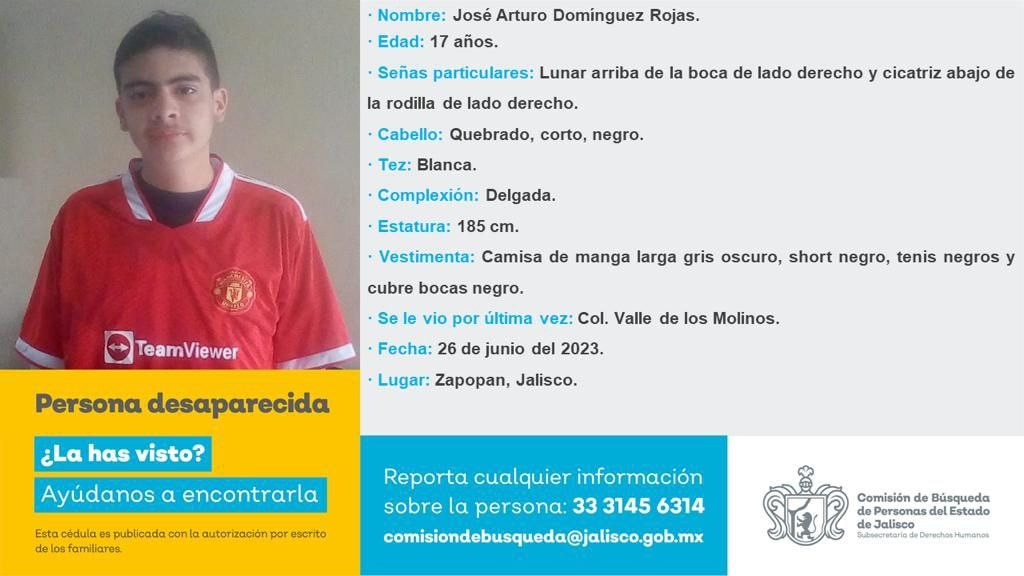 · Nombre: José Arturo Domínguez Rojas.
· Edad: 17 años.
· Señas particulares: Lunar arriba de la boca de lado derecho y cicatriz abajo de
la rodilla de lado derecho.
· Cabello: Quebrado, corto, negro.
· Tez: Blanca.
· Complexión: Delgada.
· Estatura: 185 cm.
· Vestimenta: Camisa de manga larga gris oscuro, short negro, tenis negros y
cubre bocas negro.
· Se le vio por última vez: Col. Valle de los Molinos.
· Fecha: 26 de junio del 2023.
· Lugar: Zapopan, Jalisco.
MANCHESTER
UNITED
TeamViewer
Persona desaparecida
¿La has visto?
Ayúdanos a encontrarla
Esta cédula es publicada con la autorización por escrito
de los familiares.
Reporta cualquier información
sobre la persona: 33 3145 6314
comisiondebusqueda@jalisco.gob.mx
Comisión de Búsqueda
de Personas del Estado
de Jalisco
Subsecretaría de Derechos Humanos